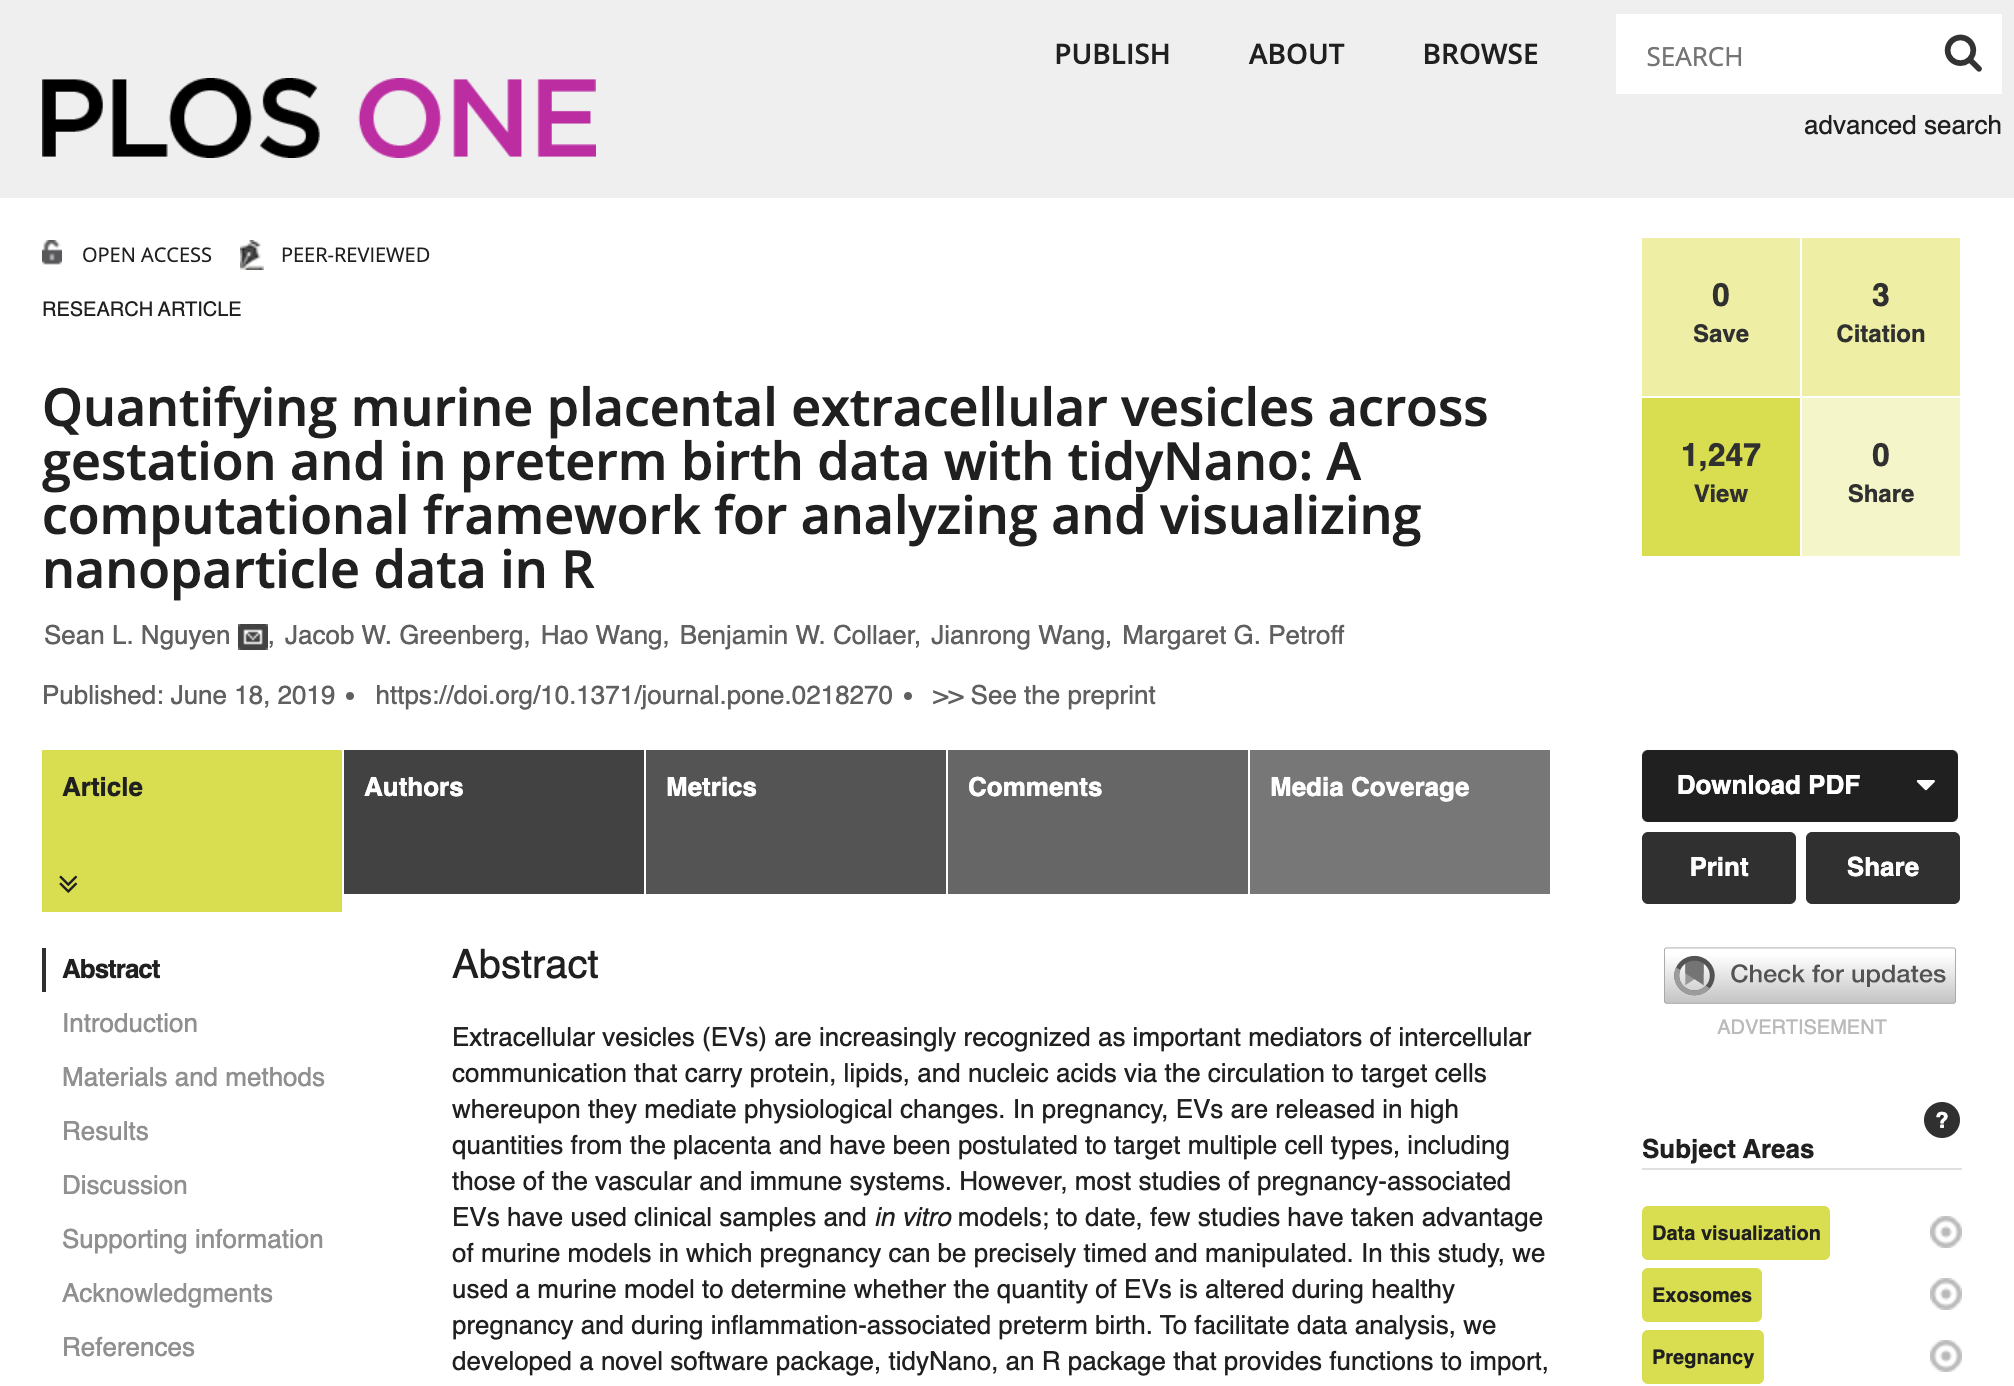 PUBLISH
ABOUT
BROWSE
SEARCH
advanced search
PLOS ONE
OPEN ACCESS
PEER-REVIEWED
RESEARCH ARTICLE
Quantifying murine placental extracellular vesicles across
gestation and in preterm birth data with tidyNano: A
computational framework for analyzing and visualizing
nanoparticle data in R
Sean L. Nguyen , Jacob W. Greenberg, Hao Wang, Benjamin W. Collaer, Jianrong Wang, Margaret G. Petroff
Published: June 18, 2019 • https://doi.org/10.1371/journal.pone.0218270 • >> See the preprint
0
Save
3
Citation
1,247
View
0
Share
Article
Authors
Metrics
Comments
Media Coverage
Download PDF
Print
Share
Check for updates
ADVERTISEMENT
Abstract
Introduction
Materials and methods
Results
Discussion
Supporting information
Acknowledgments
References
Abstract
Extracellular vesicles (EVs) are increasingly recognized as important mediators of intercellular
communication that carry protein, lipids, and nucleic acids via the circulation to target cells
whereupon they mediate physiological changes. In pregnancy, EVs are released in high
quantities from the placenta and have been postulated to target multiple cell types, including
those of the vascular and immune systems. However, most studies of pregnancy-associated
EVs have used clinical samples and in vitro models; to date, few studies have taken advantage
of murine models in which pregnancy can be precisely timed and manipulated. In this study, we
used a murine model to determine whether the quantity of EVs is altered during healthy
pregnancy and during inflammation-associated preterm birth. To facilitate data analysis, we
developed a novel software package, tidyNano, an R package that provides functions to import,
?
Subject Areas
Data visualization
Exosomes
Pregnancy